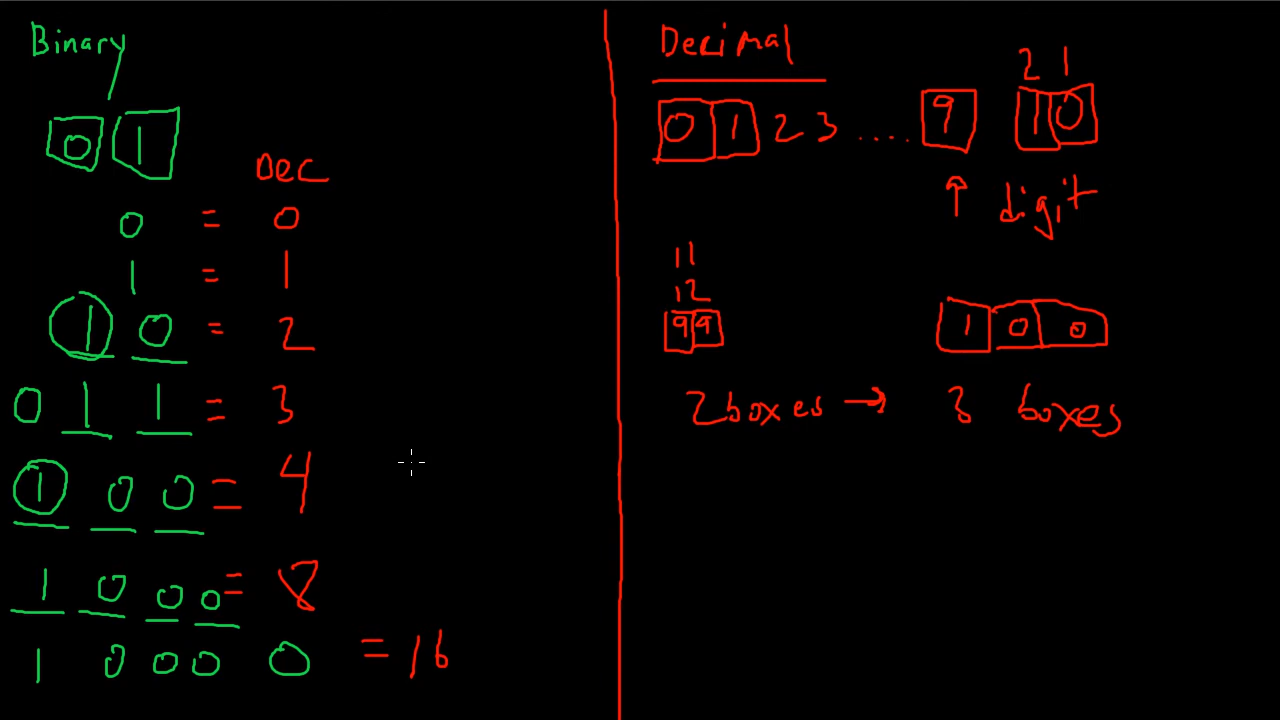 Binary
0 1
Dec
0 = 0
1 = 1
1 0 = 2
0 1 1 = 3
1 0 0 = 4
1 0 0 0 = 8
1 0 0 0 0 = 16
Decimal
2 1
0 1 2 3 .... 9 1 0
↑ digit
11
12
9 9 1 0 0
2 boxes → 3 boxes